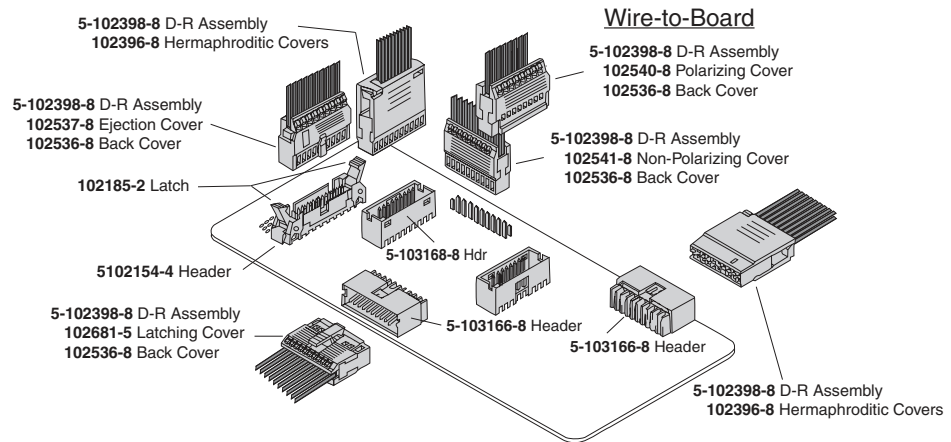 Wire-to-Board
5-102398-8 D-R Assembly
102396-8 Hermaphroditic Covers
5-102398-8 D-R Assembly
102540-8 Polarizing Cover
102536-8 Back Cover
5-102398-8 D-R Assembly
102537-8 Ejection Cover
102536-8 Back Cover
5-102398-8 D-R Assembly
102541-8 Non-Polarizing Cover
102536-8 Back Cover
102185-2 Latch
5-103168-8 Hdr
5102154-4 Header
5-102398-8 D-R Assembly
102681-5 Latching Cover
102536-8 Back Cover
5-103166-8 Header
5-103166-8 Header
5-102398-8 D-R Assembly
102396-8 Hermaphroditic Covers